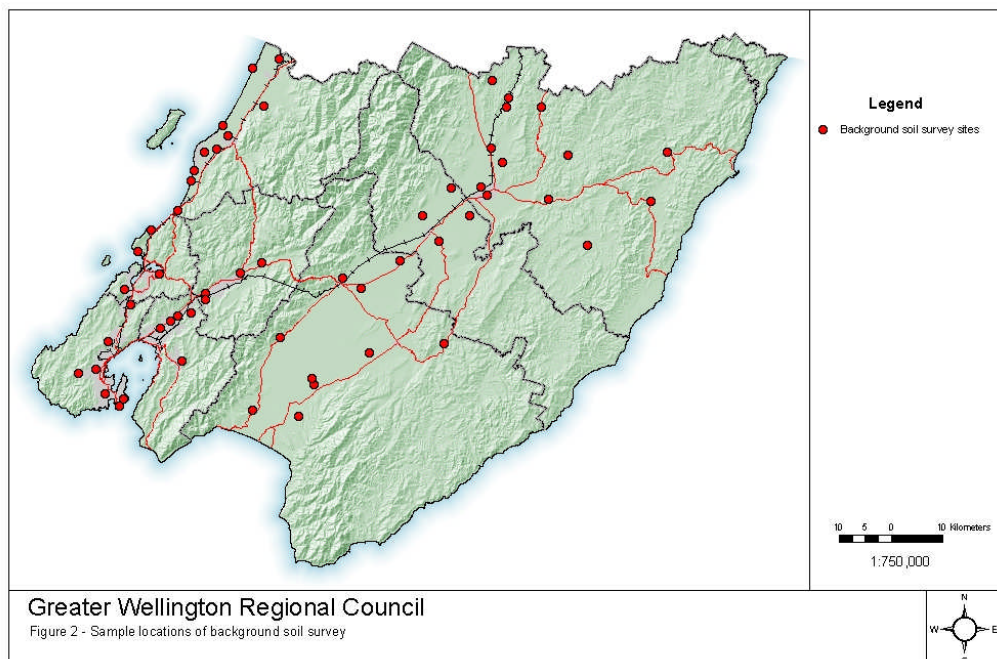 Legend
Background soil survey sites
10 5 0 10 Kilometers
1:750,000
Greater Wellington Regional Council
Figure 2 - Sample locations of background soil survey
N
W E
S